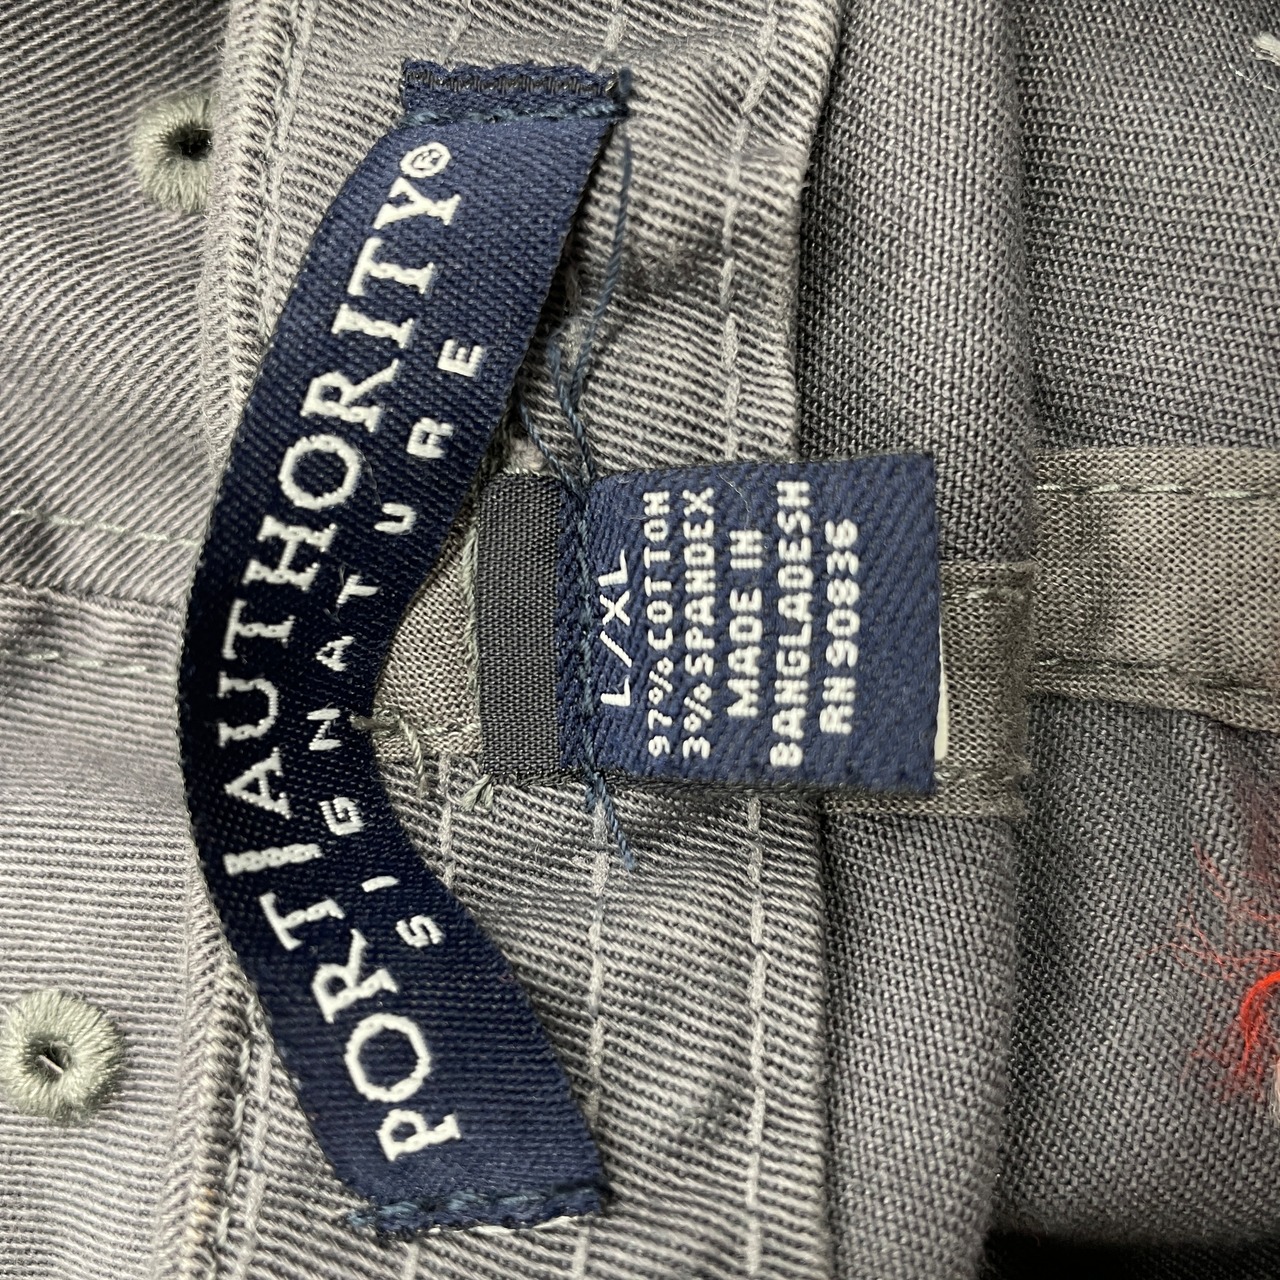 PORT AUTHORITY®
SIGNATURE
L/XL
97% COTTON
3% SPANDEX
MADE IN
BANGLADESH
RN 90836